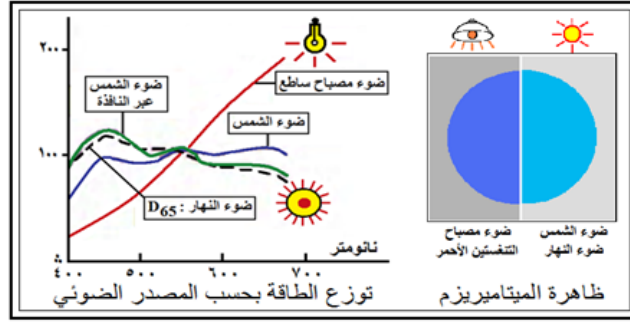 ٢٠٠
ضوء الشمس
عبر النافذة
ضوء مصباح ساطع
ضوء الشمس
١٠٠
ضوء النهار : D65
نانومتر
٥
٤٠٠
٥٠٠
٦٠٠
٧٠٠
توزع الطاقة بحسب المصدر الضوئي
ضوء مصباح
التنغستين الأحمر
ضوء الشمس
ضوء النهار
ظاهرة الميتاميريزم